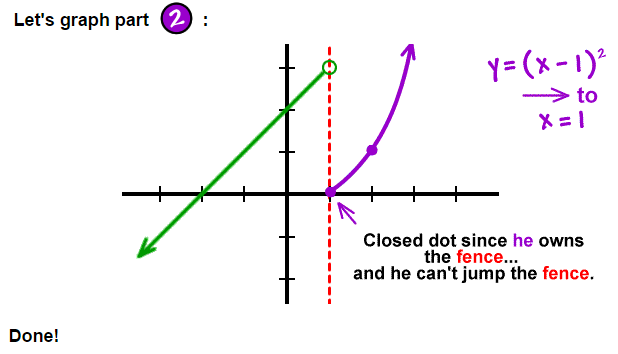 Let's graph part 2 :
y=(x-1)²
to
x=1
Closed dot since he owns
the fence...
and he can't jump the fence.
Done!